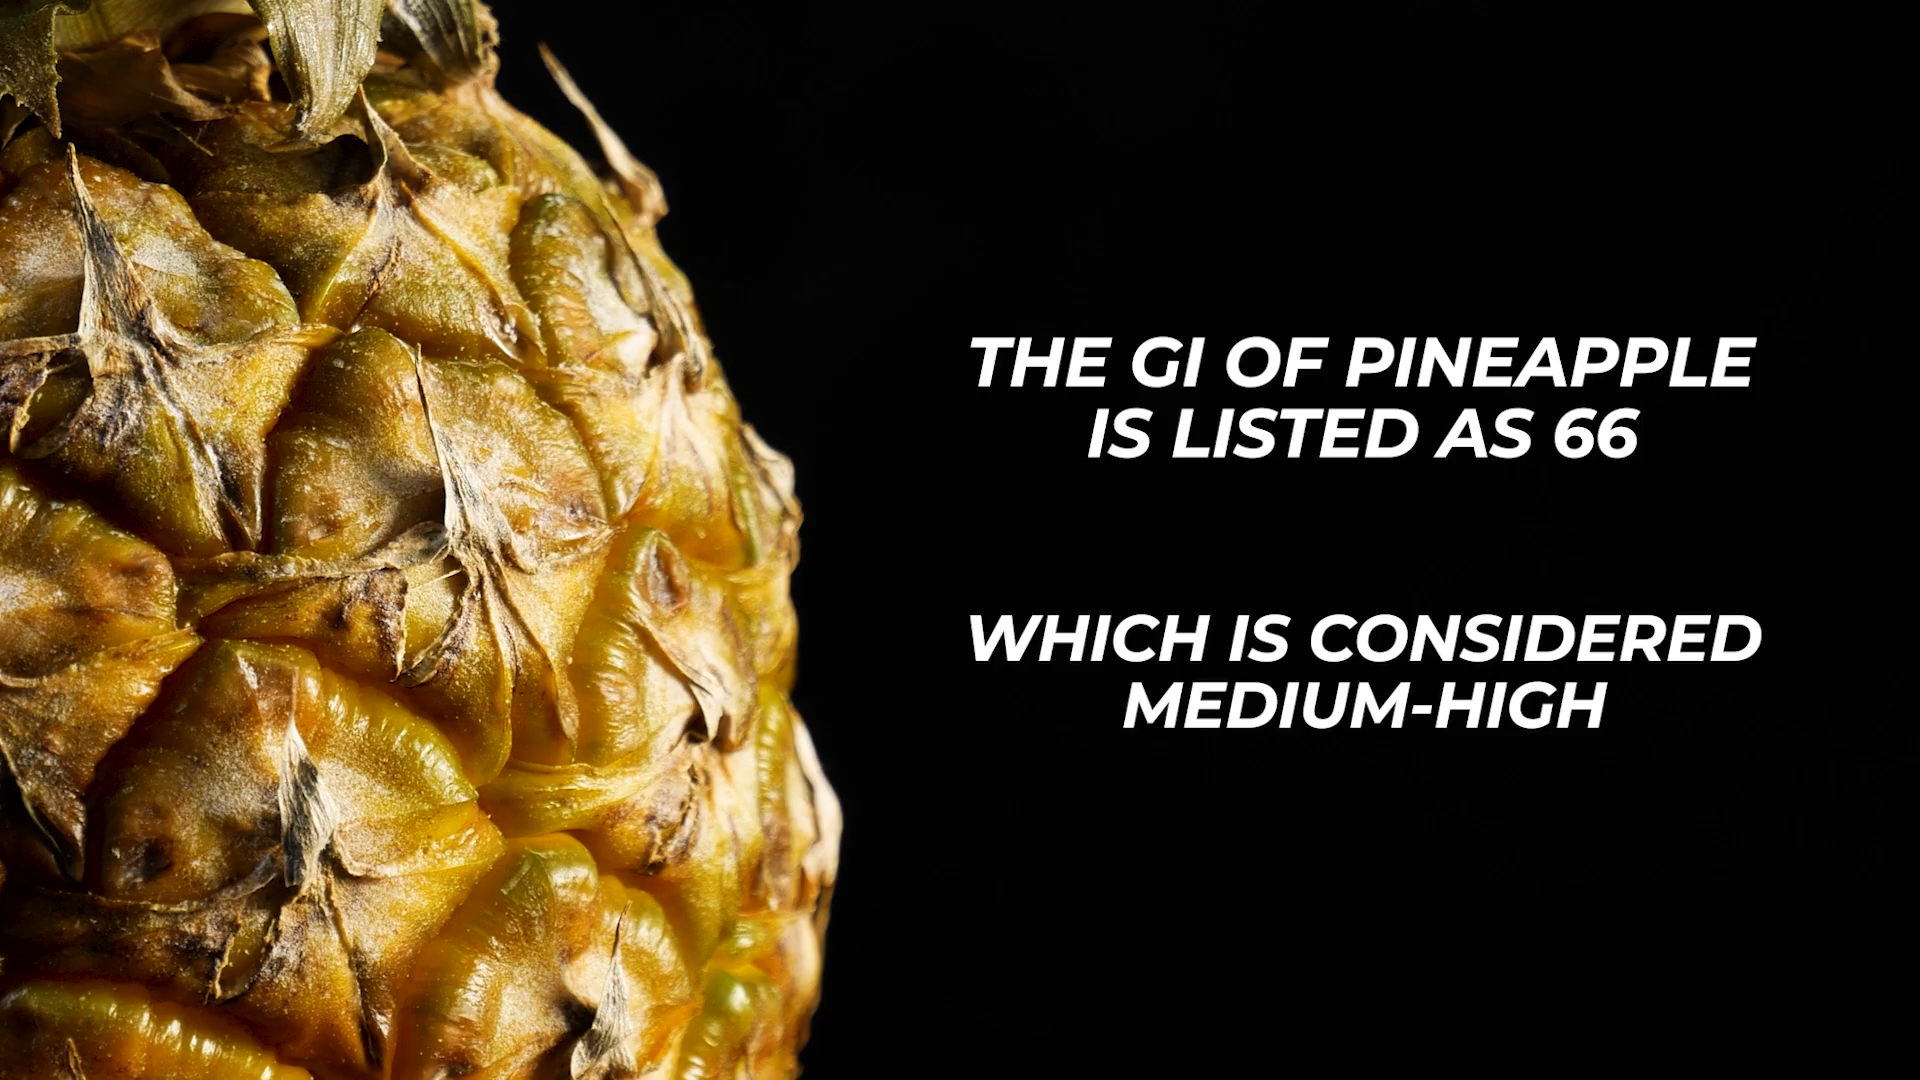 THE GI OF PINEAPPLE
IS LISTED AS 66
WHICH IS CONSIDERED
MEDIUM-HIGH